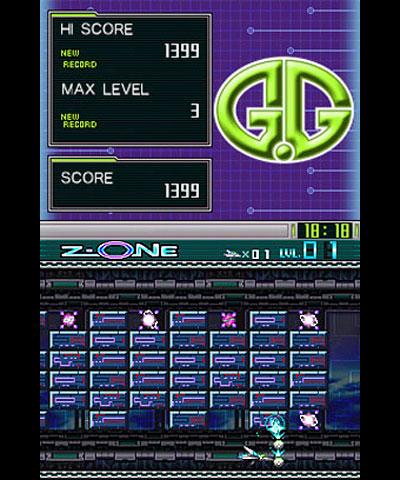 HI SCORE
NEW RECORD
1399
MAX LEVEL
NEW RECORD
3
SCORE
1399
G.G
18:18
Z-ONE
×01 LVL. 01